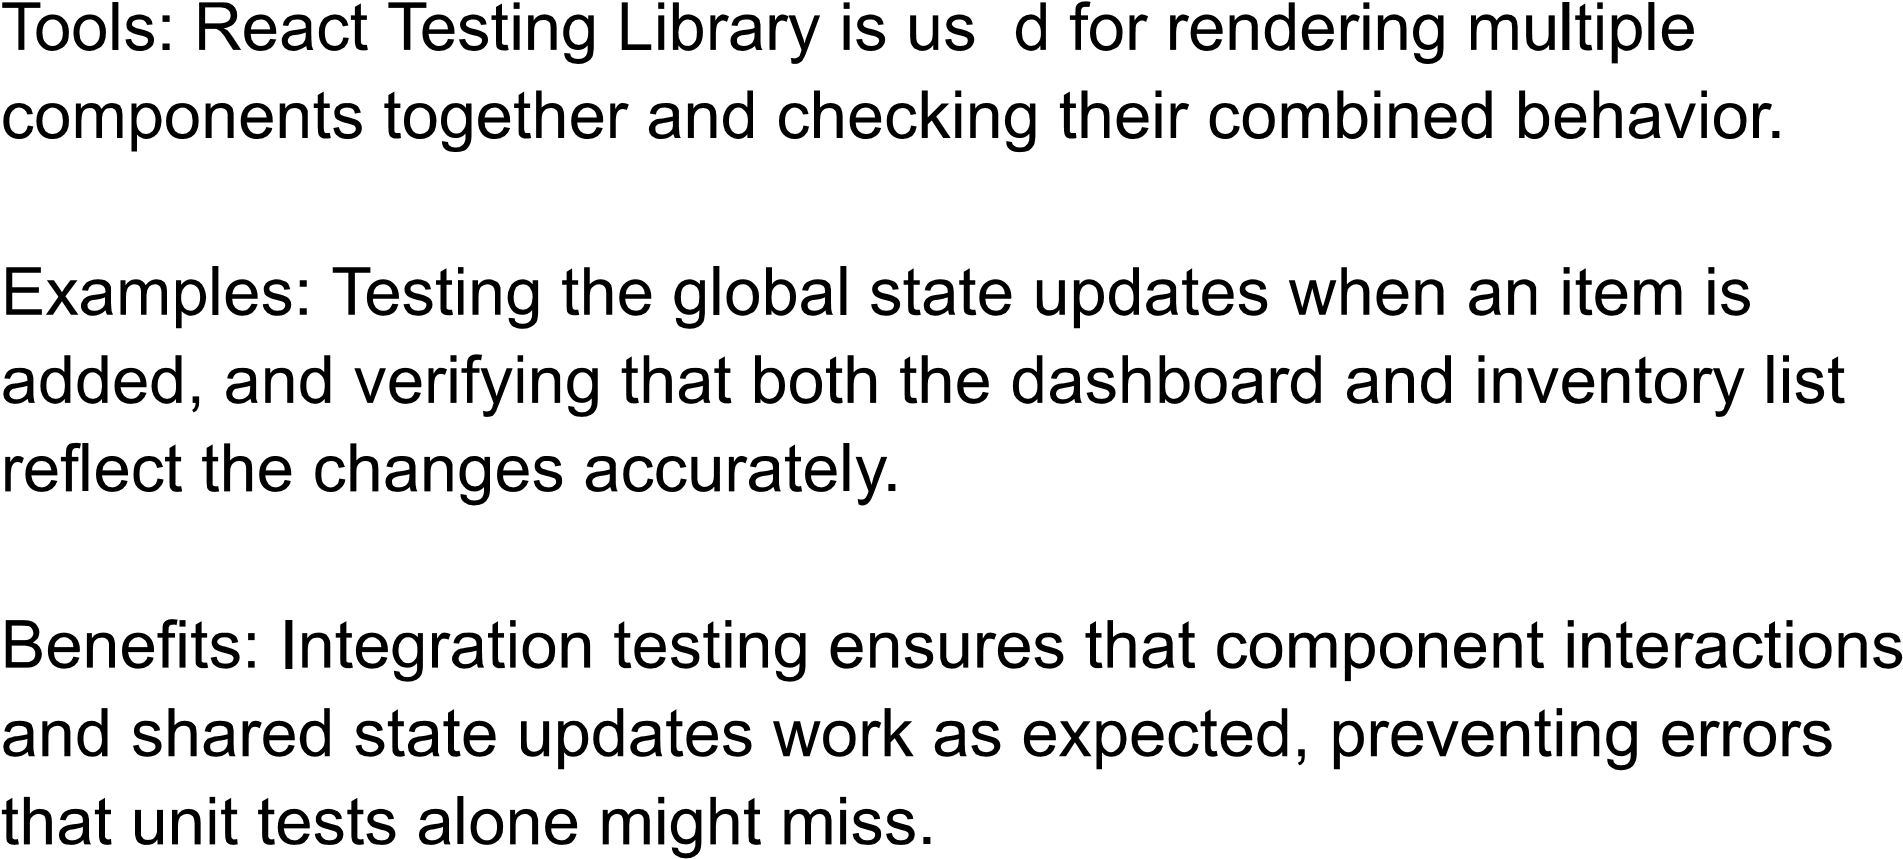 Tools: React Testing Library is us d for rendering multiple
components together and checking their combined behavior.
Examples: Testing the global state updates when an item is
added, and verifying that both the dashboard and inventory list
reflect the changes accurately.
Benefits: Integration testing ensures that component interactions
and shared state updates work as expected, preventing errors
that unit tests alone might miss.